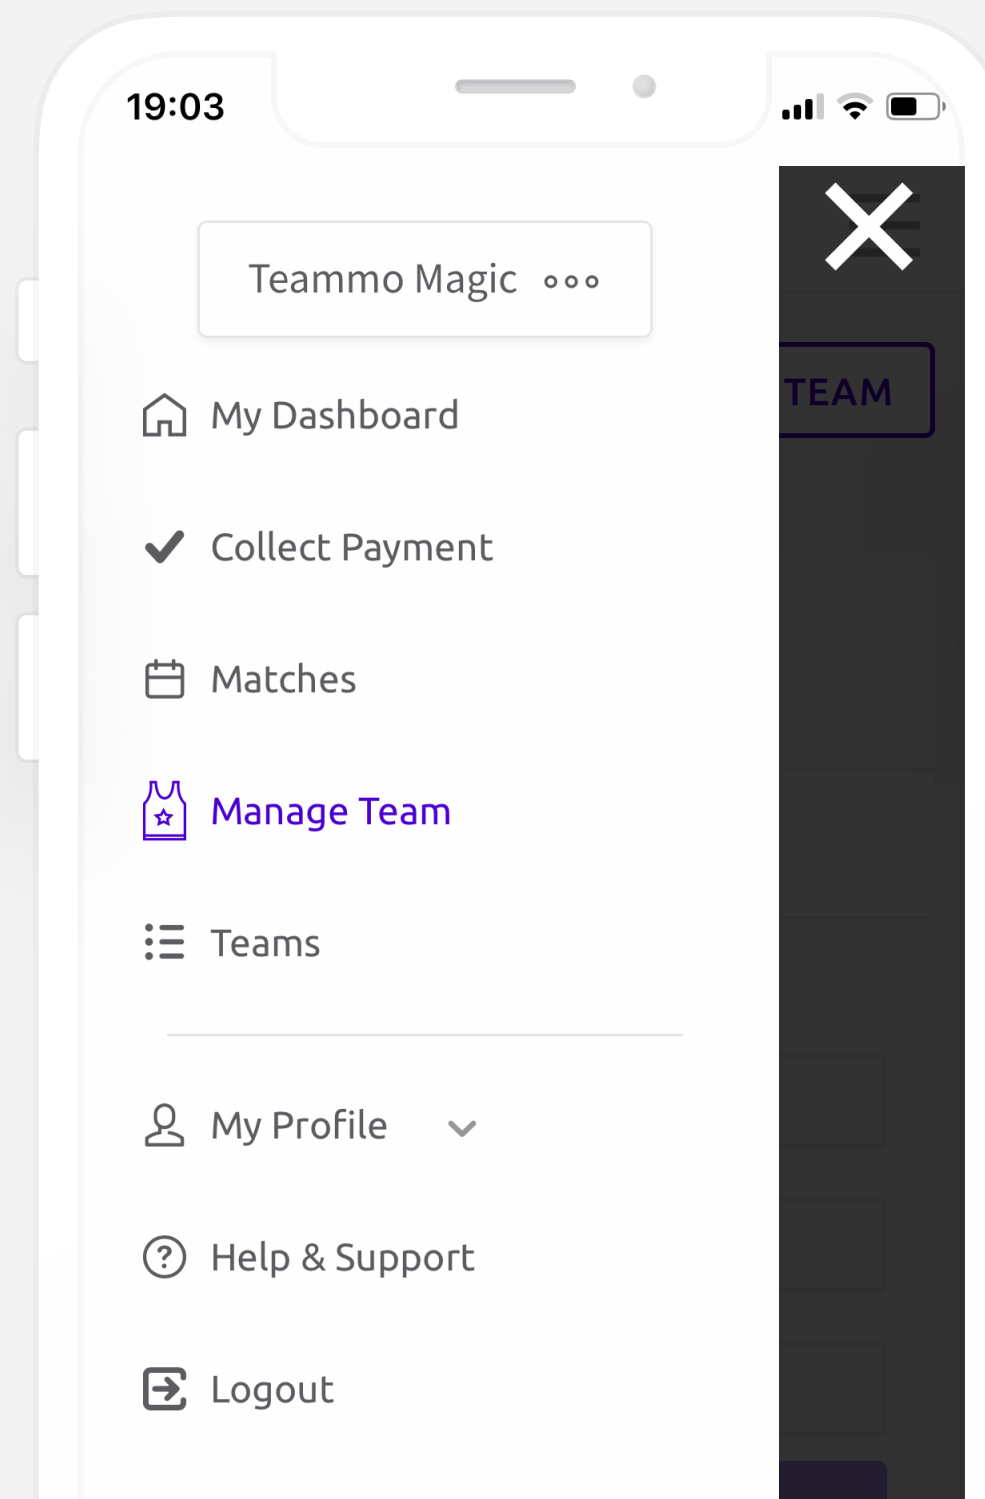 19:03
Teammo Magic
TEAM
My Dashboard
Collect Payment
Matches
Manage Team
Teams
My Profile
Help & Support
Logout